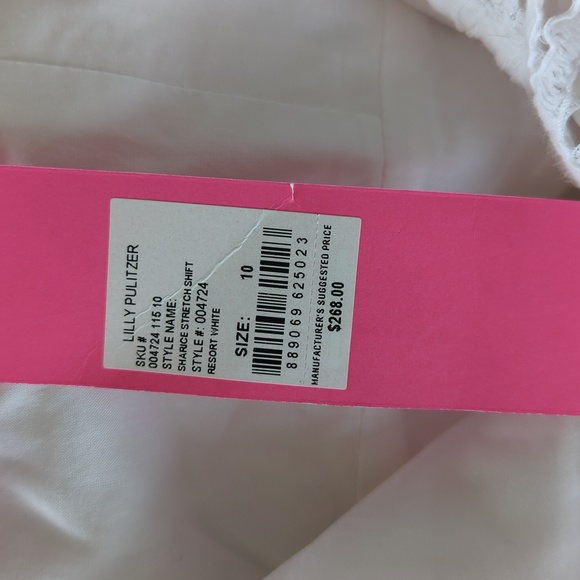 LILLY PULITZER
SKU #
004724 115 10
STYLE NAME:
SHARICE STRETCH SHIFT
STYLE #: 004724
RESORT WHITE
SIZE: 10
889069 625023
MANUFACTURER'S SUGGESTED PRICE
$268.00